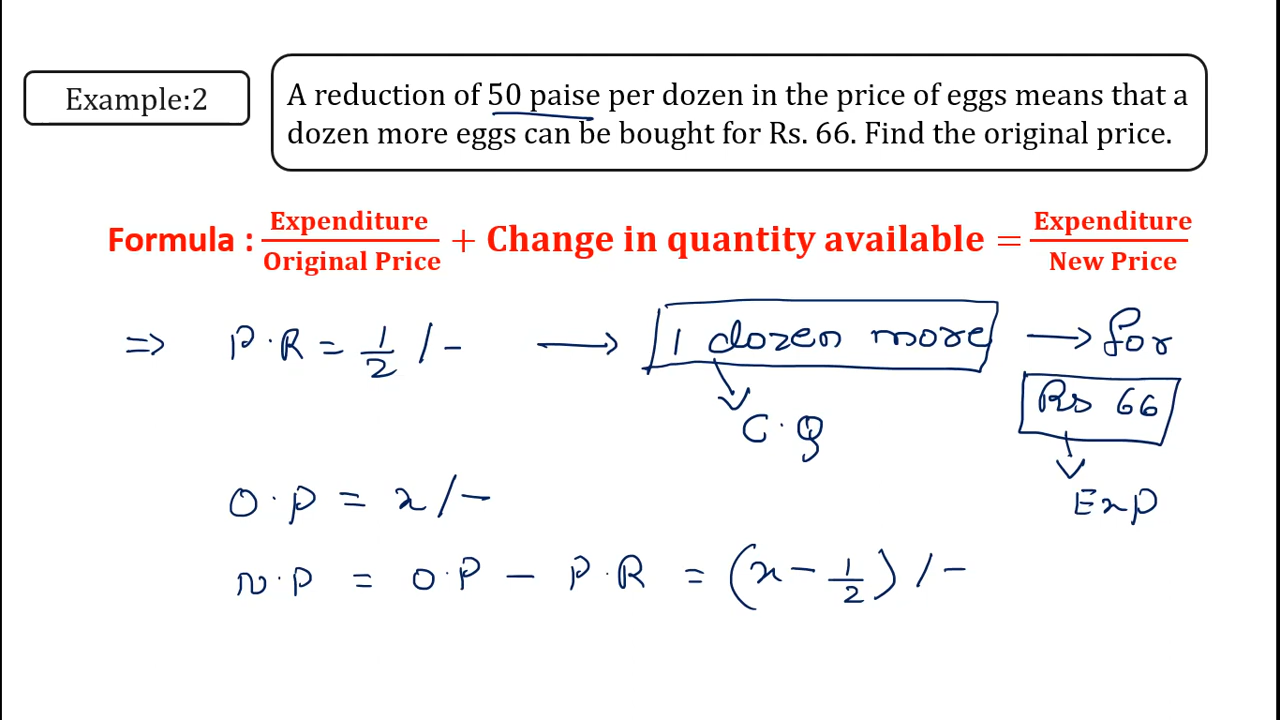 Example:2
A reduction of 50 paise per dozen in the price of eggs means that a
dozen more eggs can be bought for Rs. 66. Find the original price.
Formula : Expenditure/Original Price + Change in quantity available = Expenditure/New Price
=> P.R = 1/2 /- → 1 dozen more → for
Rs 66
C.Q
O.P = x/-
Exp
N.P = O.P - P.R = (x - 1/2) /-